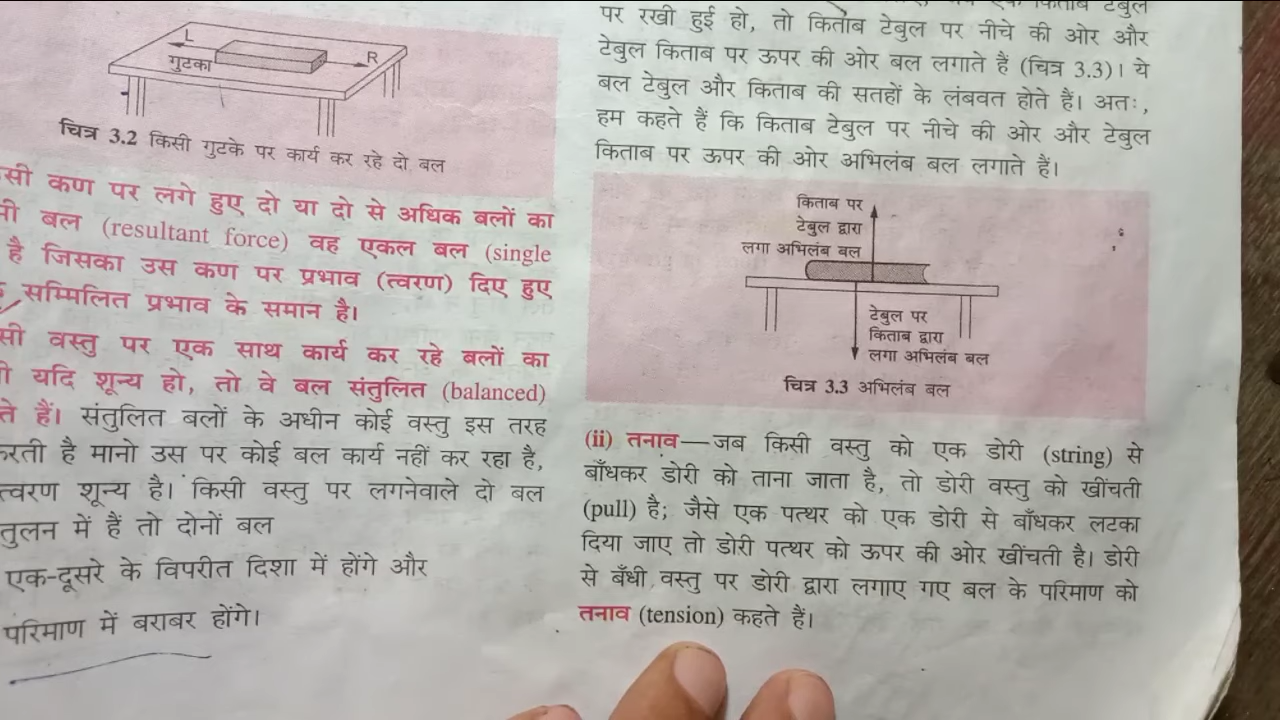 L
गुटका
R
चित्र 3.2 किसी गुटके पर कार्य कर रहे दो बल
सी कण पर लगे हुए दो या दो से अधिक बलों का
बल (resultant force) वह एकल बल (single
है जिसका उस कण पर प्रभाव (त्वरण) दिए हुए
सम्मिलित प्रभाव के समान है।
सी वस्तु पर एक साथ कार्य कर रहे बलों का
यदि शून्य हो, तो वे बल संतुलित (balanced)
ते हैं। संतुलित बलों के अधीन कोई वस्तु इस तरह
रती है मानो उस पर कोई बल कार्य नहीं कर रहा है,
त्वरण शून्य है। किसी वस्तु पर लगनेवाले दो बल
तुलन में हैं तो दोनों बल
एक-दूसरे के विपरीत दिशा में होंगे और
परिमाण में बराबर होंगे।
किताब टेबुल
पर रखी हुई हो, तो किताब टेबुल पर नीचे की ओर और
टेबुल किताब पर ऊपर की ओर बल लगाते हैं (चित्र 3.3)। ये
बल टेबुल और किताब की सतहों के लंबवत होते हैं। अतः,
हम कहते हैं कि किताब टेबुल पर नीचे की ओर और टेबुल
किताब पर ऊपर की ओर अभिलंब बल लगाते हैं।
किताब पर
टेबुल द्वारा
लगा अभिलंब बल
टेबुल पर
किताब द्वारा
लगा अभिलंब बल
चित्र 3.3 अभिलंब बल
(ii) तनाव—जब किसी वस्तु को एक डोरी (string) से
बाँधकर डोरी को ताना जाता है, तो डोरी वस्तु को खींचती
(pull) है; जैसे एक पत्थर को एक डोरी से बाँधकर लटका
दिया जाए तो डोरी पत्थर को ऊपर की ओर खींचती है। डोरी
से बँधी वस्तु पर डोरी द्वारा लगाए गए बल के परिमाण को
तनाव (tension) कहते हैं।